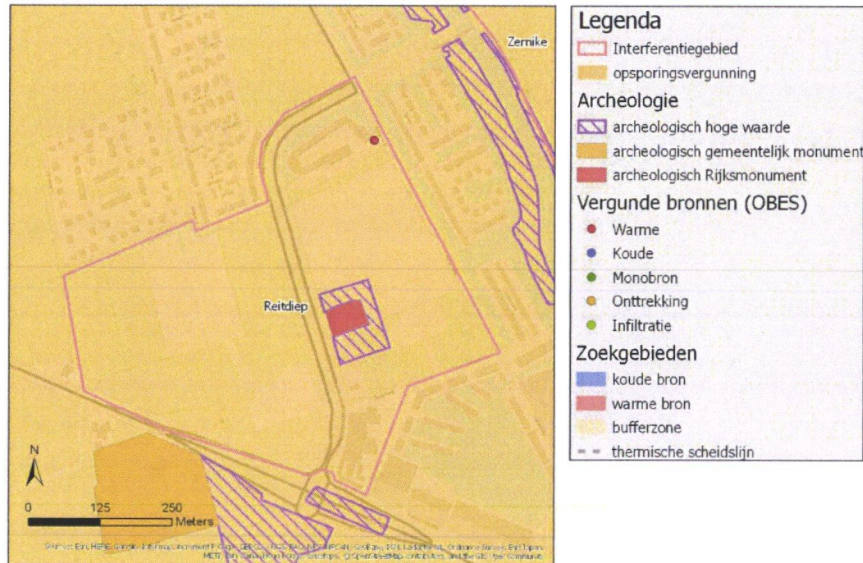 Zernike
Reitdiep
N
0 125 250
Meters
Legenda
Interferentiegebied
opsporingsvergunning
Archeologie
archeologisch hoge waarde
archeologisch gemeentelijk monument
archeologisch Rijksmonument
Vergunde bronnen (OBES)
Warme
Koude
Monobron
Onttrekking
Infiltratie
Zoekgebieden
koude bron
warme bron
bufferzone
thermische scheidslijn